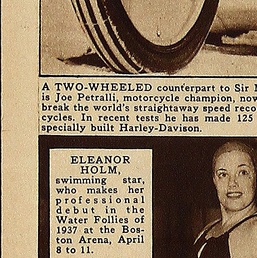 A TWO-WHEELED counterpart to Sir
is Joe Petralli, motorcycle champion, now
break the world's straightaway speed reco
cycles. In recent tests he has made 125
specially built Harley-Davison.
ELEANOR
HOLM,
swimming star,
who makes her
professional
debut in the
Water Follies of
1937 at the Bos-
ton Arena, April
8 to 11.